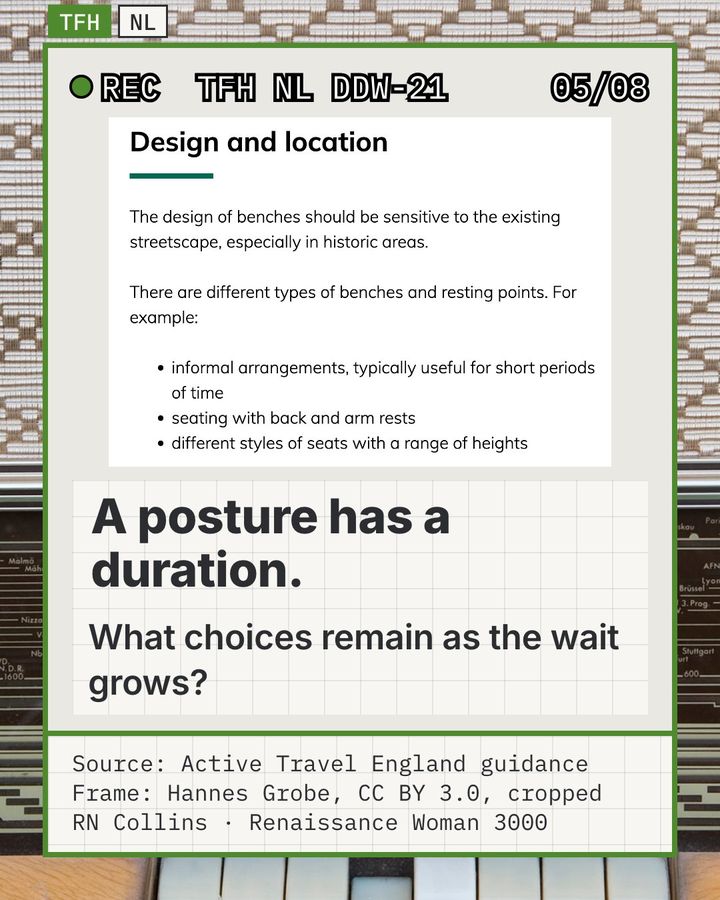 TFH NL
REC TFH NL DDW-21 05/08
Design and location
The design of benches should be sensitive to the existing
streetscape, especially in historic areas.
There are different types of benches and resting points. For
example:
• informal arrangements, typically useful for short periods
of time
• seating with back and arm rests
• different styles of seats with a range of heights
A posture has a
duration.
What choices remain as the wait
grows?
Source: Active Travel England guidance
Frame: Hannes Grobe, CC BY 3.0, cropped
RN Collins · Renaissance Woman 3000
Malmö
Nizza
N.D.R.
1600
AFN
Brüssel
3. Prog.
Stuttgart
600